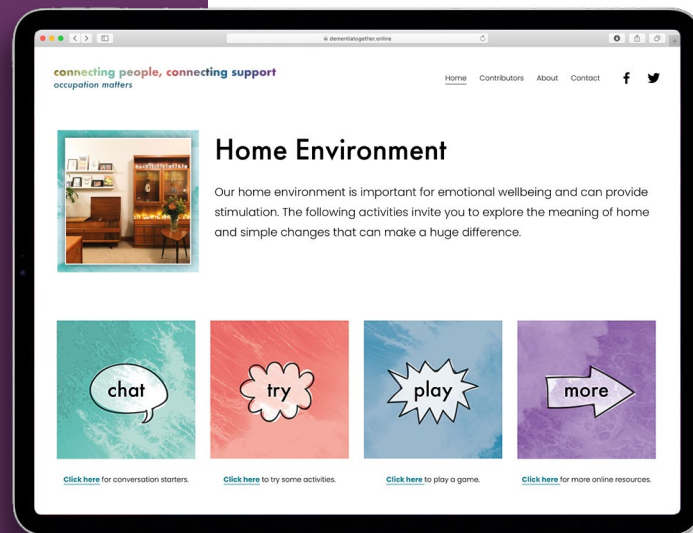 dementiatogether.online
connecting people, connecting support
occupation matters
Home Contributors About Contact
Home Environment
Our home environment is important for emotional wellbeing and can provide
stimulation. The following activities invite you to explore the meaning of home
and simple changes that can make a huge difference.
chat try play more
Click here for conversation starters. Click here to try some activities. Click here to play a game. Click here for more online resources.